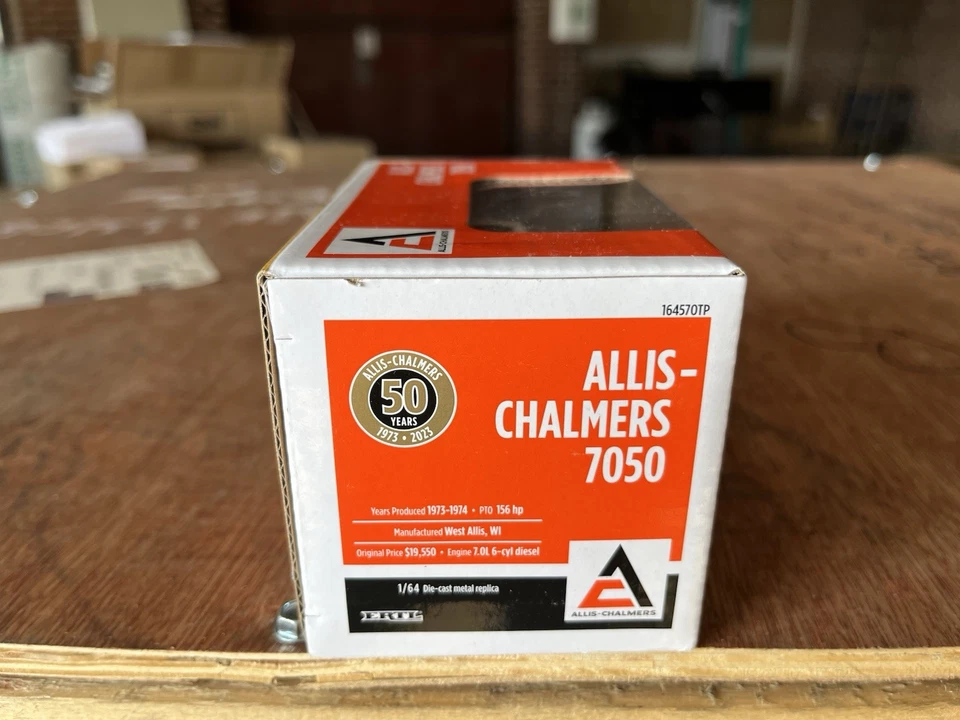 ALLIS-CHALMERS
164570TP
ALLIS-CHALMERS
50
YEARS
1973 • 2023
ALLIS-
CHALMERS
7050
Years Produced 1973-1974 • PTO 156 hp
Manufactured West Allis, WI
Original Price $19,550 • Engine 7.0L 6-cyl diesel
1/64 Die-cast metal replica
ERTL
ALLIS-CHALMERS